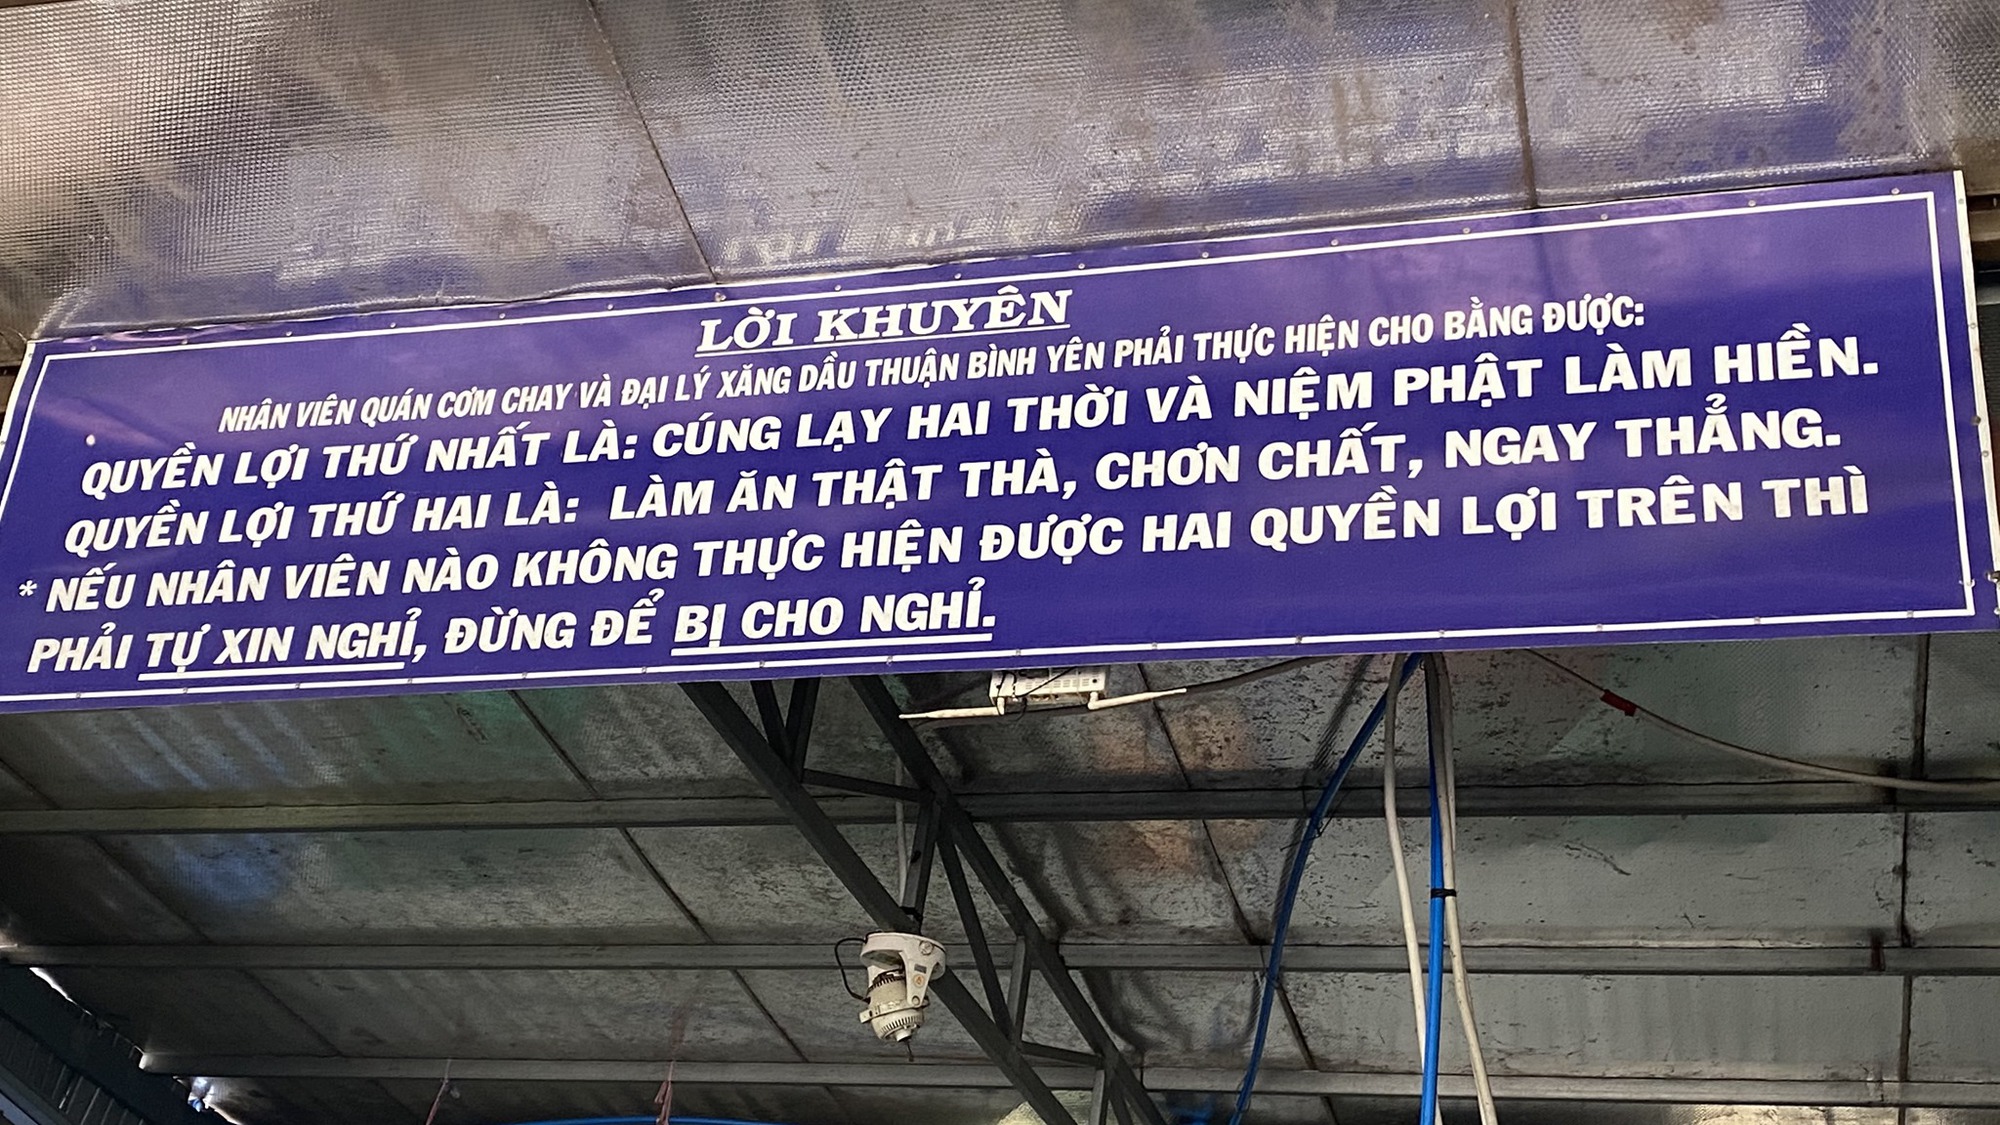 LỜI KHUYÊN
NHÂN VIÊN QUÁN CƠM CHAY VÀ ĐẠI LÝ XĂNG DẦU THUẬN BÌNH YÊN PHẢI THỰC HIỆN CHO BẰNG ĐƯỢC:
QUYỀN LỢI THỨ NHẤT LÀ: CÚNG LẠY HAI THỜI VÀ NIỆM PHẬT LÀM HIỀN.
QUYỀN LỢI THỨ HAI LÀ: LÀM ĂN THẬT THÀ, CHƠN CHẤT, NGAY THẲNG.
* NẾU NHÂN VIÊN NÀO KHÔNG THỰC HIỆN ĐƯỢC HAI QUYỀN LỢI TRÊN THÌ
PHẢI TỰ XIN NGHỈ, ĐỪNG ĐỂ BỊ CHO NGHỈ.